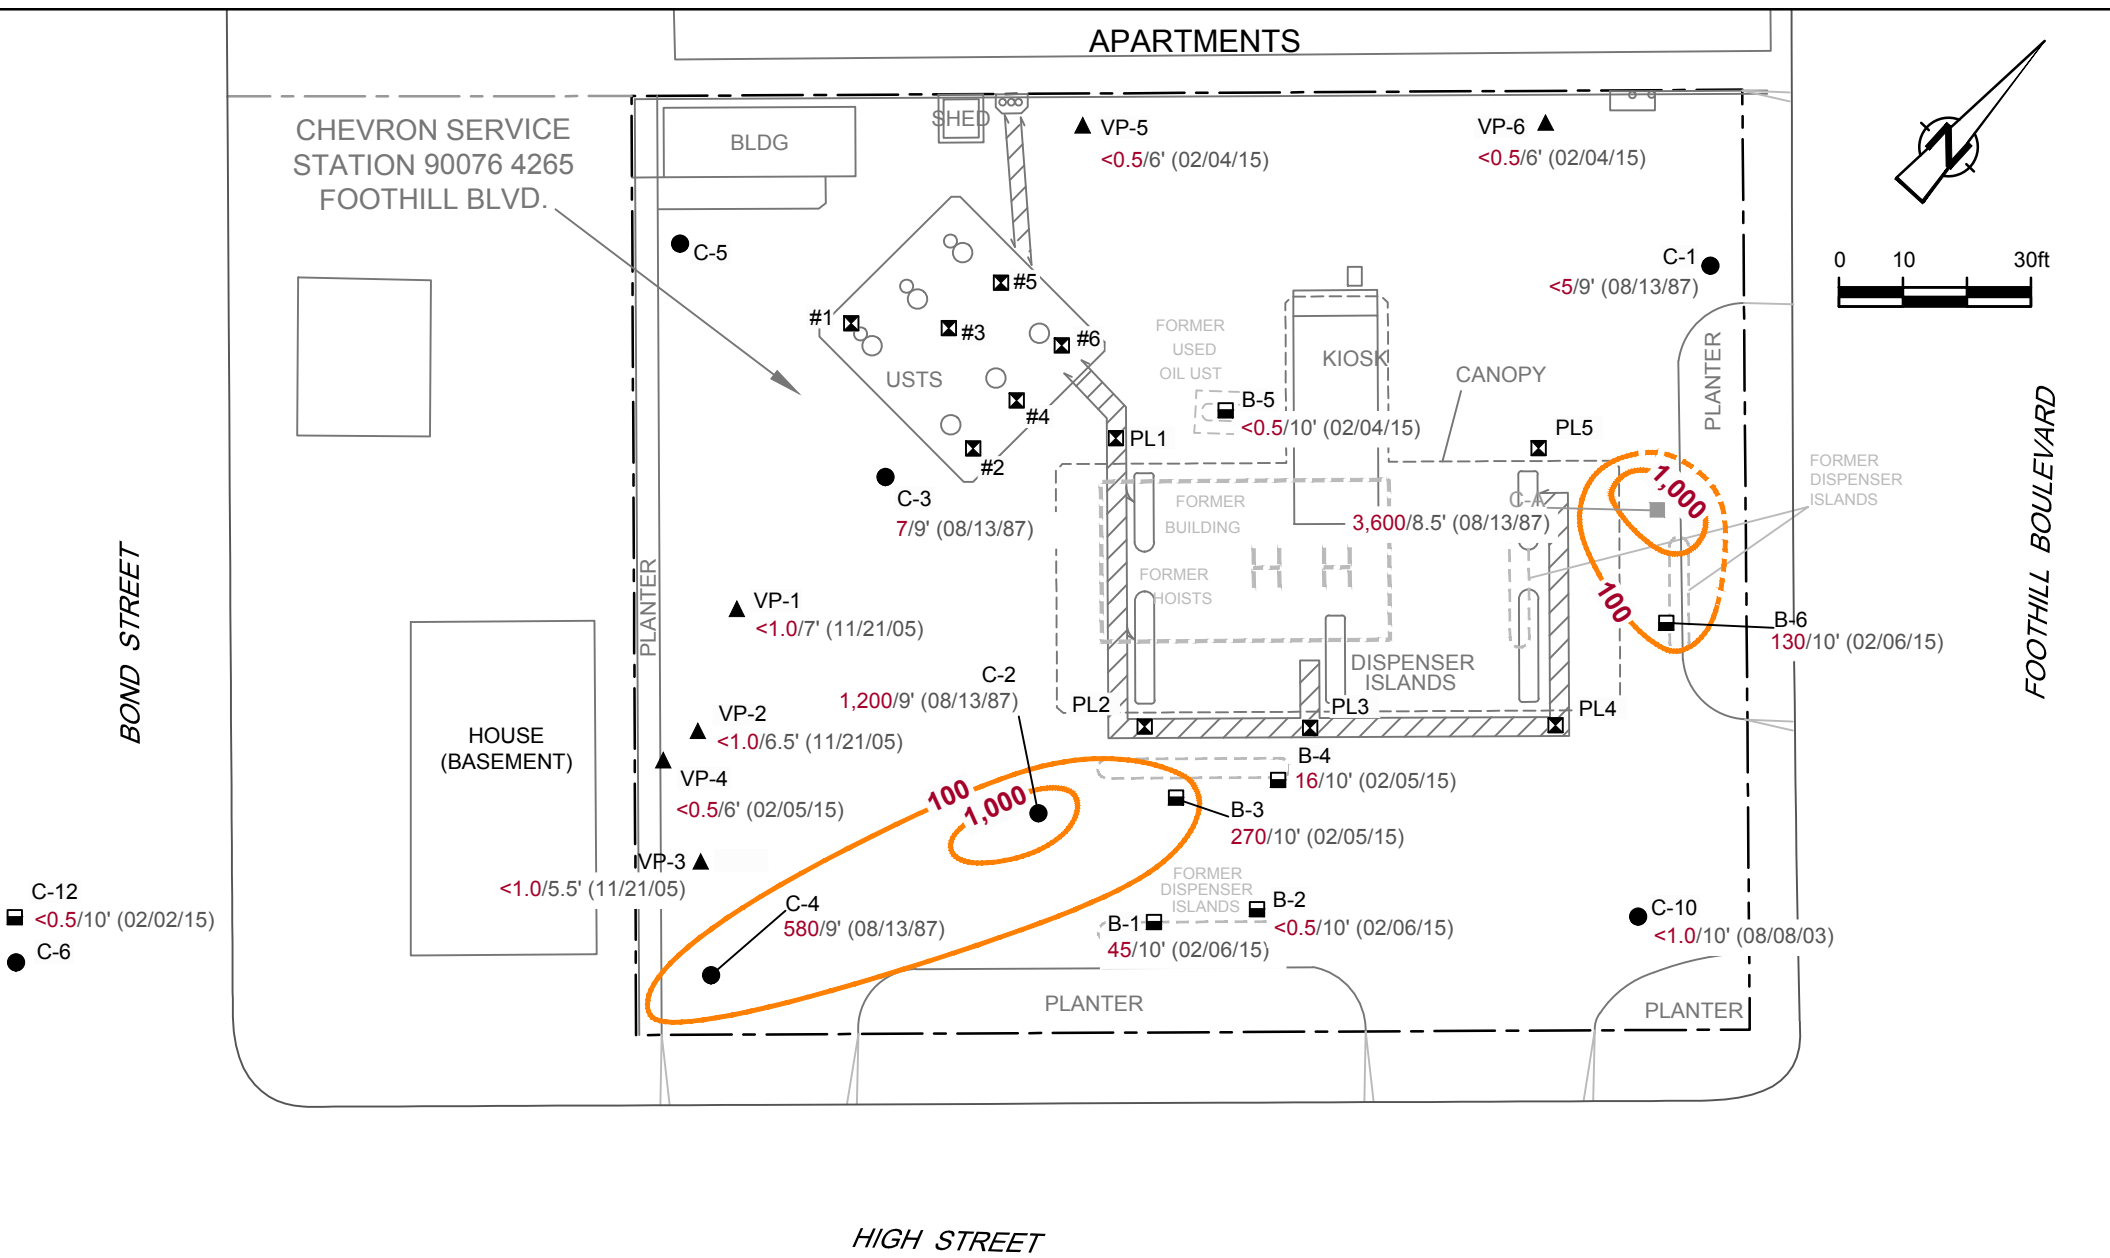 APARTMENTS
CHEVRON SERVICE
STATION 90076 4265
FOOTHILL BLVD.
BLDG
SHED
VP-5
<0.5/6' (02/04/15)
VP-6
<0.5/6' (02/04/15)
N
0 10 30ft
C-5
C-1
<5/9' (08/13/87)
#5
#1
#3
#6
USTS
#4
#2
FORMER
USED
OIL UST
KIOSK
CANOPY
PLANTER
B-5
<0.5/10' (02/04/15)
PL1
PL5
FOOTHILL BOULEVARD
C-3
7/9' (08/13/87)
FORMER
BUILDING
C-A
3,600/8.5' (08/13/87)
1,000
100
FORMER
DISPENSER
ISLANDS
FORMER
HOISTS
BOND STREET
PLANTER
VP-1
<1.0/7' (11/21/05)
B-6
130/10' (02/06/15)
C-2
1,200/9' (08/13/87)
DISPENSER
ISLANDS
PL2
PL3
PL4
HOUSE
(BASEMENT)
VP-2
<1.0/6.5' (11/21/05)
VP-4
<0.5/6' (02/05/15)
100
1,000
B-4
16/10' (02/05/15)
B-3
270/10' (02/05/15)
VP-3
<1.0/5.5' (11/21/05)
FORMER
DISPENSER
ISLANDS
C-12
<0.5/10' (02/02/15)
C-6
C-4
580/9' (08/13/87)
B-1
45/10' (02/06/15)
B-2
<0.5/10' (02/06/15)
C-10
<1.0/10' (08/08/03)
PLANTER
PLANTER
HIGH STREET